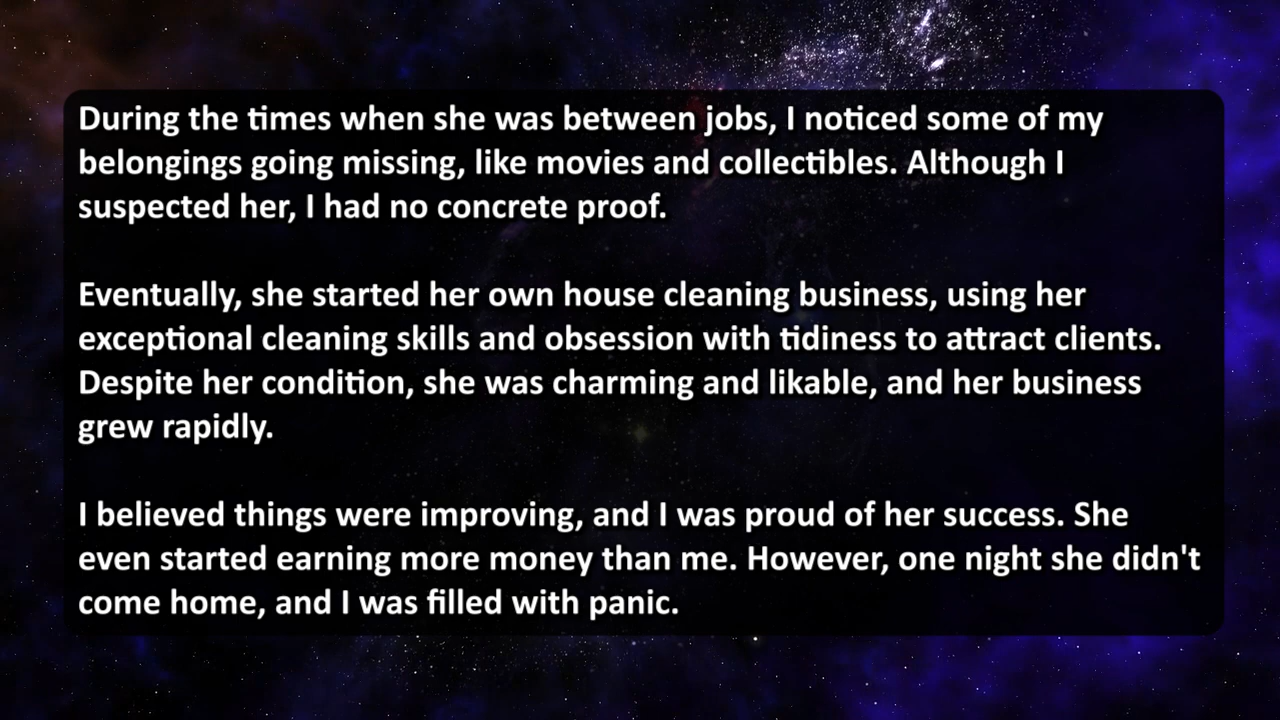 During the times when she was between jobs, I noticed some of my
belongings going missing, like movies and collectibles. Although I
suspected her, I had no concrete proof.
Eventually, she started her own house cleaning business, using her
exceptional cleaning skills and obsession with tidiness to attract clients.
Despite her condition, she was charming and likable, and her business
grew rapidly.
I believed things were improving, and I was proud of her success. She
even started earning more money than me. However, one night she didn't
come home, and I was filled with panic.